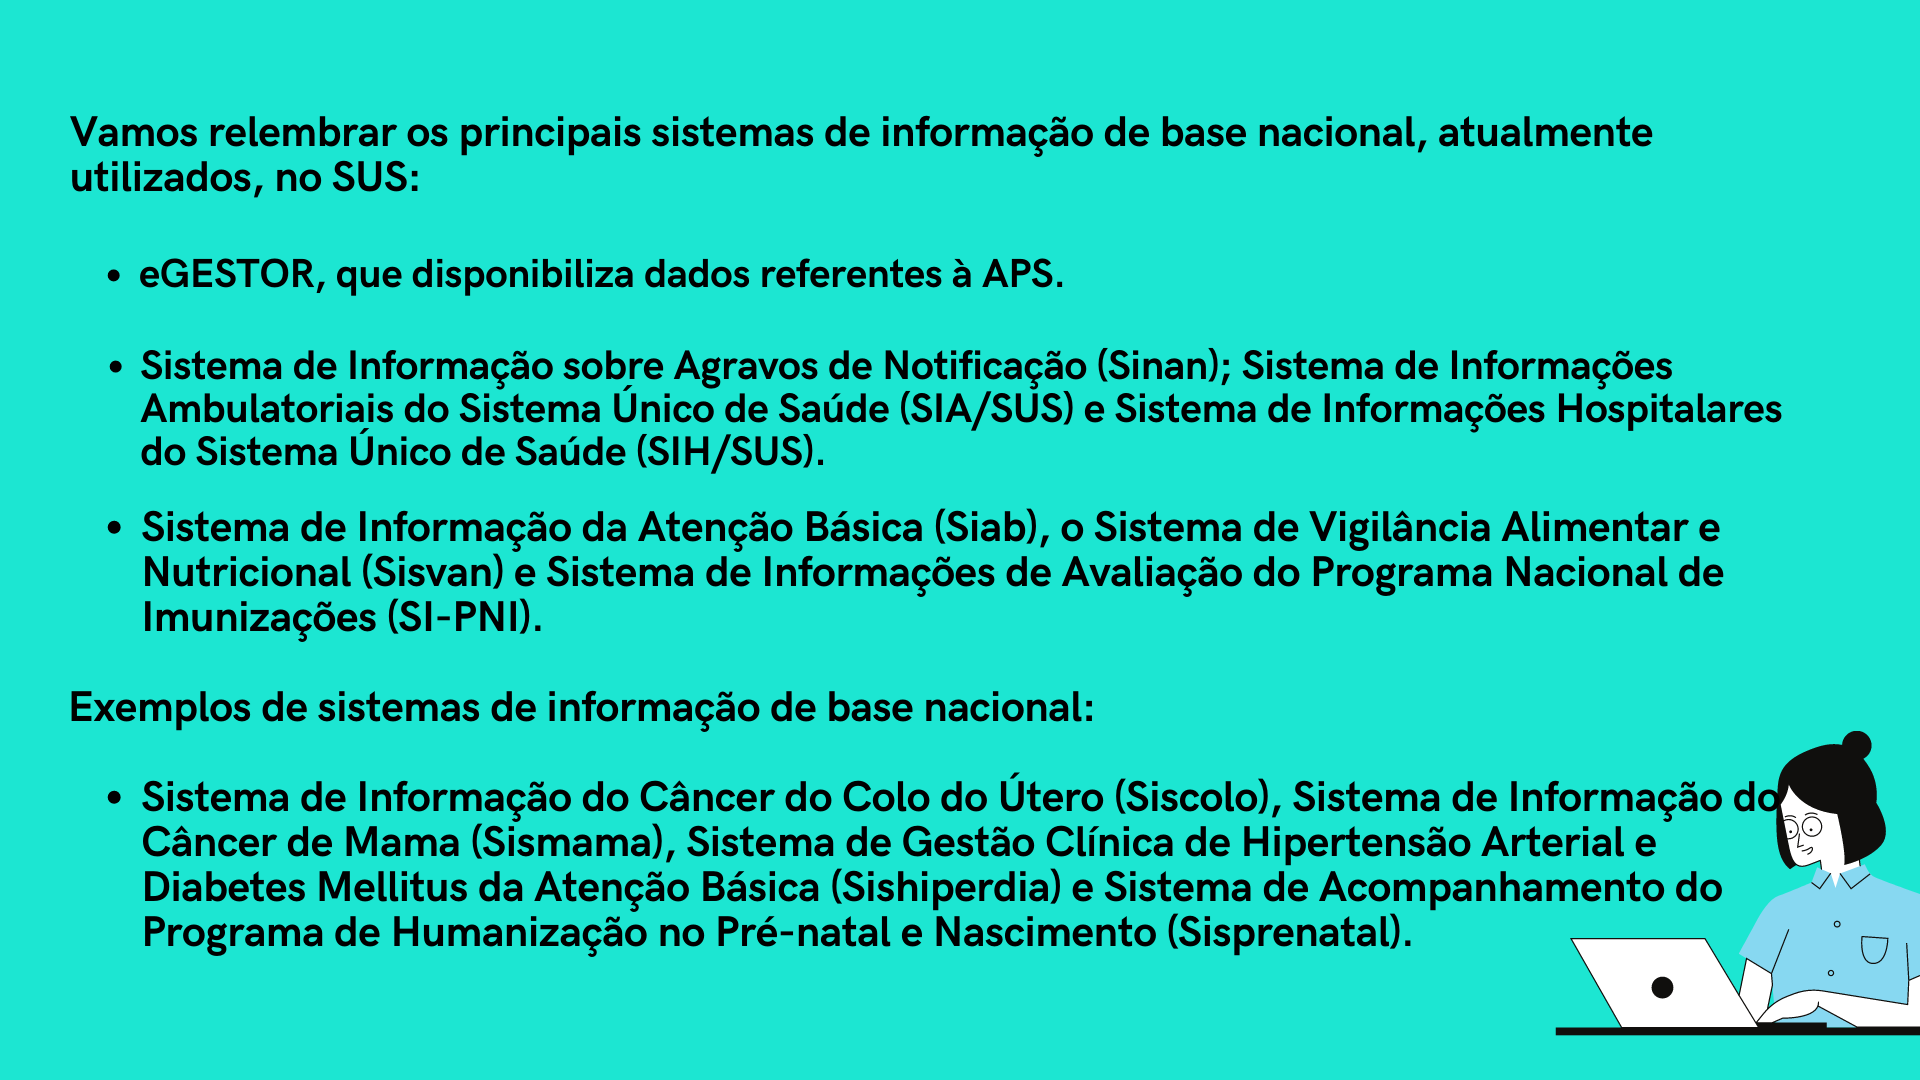 Vamos relembrar os principais sistemas de informação de base nacional, atualmente
utilizados, no SUS:
• eGESTOR, que disponibiliza dados referentes à APS.
• Sistema de Informação sobre Agravos de Notificação (Sinan); Sistema de Informações
Ambulatoriais do Sistema Único de Saúde (SIA/SUS) e Sistema de Informações Hospitalares
do Sistema Único de Saúde (SIH/SUS).
• Sistema de Informação da Atenção Básica (Siab), o Sistema de Vigilância Alimentar e
Nutricional (Sisvan) e Sistema de Informações de Avaliação do Programa Nacional de
Imunizações (SI-PNI).
Exemplos de sistemas de informação de base nacional:
• Sistema de Informação do Câncer do Colo do Útero (Siscolo), Sistema de Informação do
Câncer de Mama (Sismama), Sistema de Gestão Clínica de Hipertensão Arterial e
Diabetes Mellitus da Atenção Básica (Sishiperdia) e Sistema de Acompanhamento do
Programa de Humanização no Pré-natal e Nascimento (Sisprenatal).